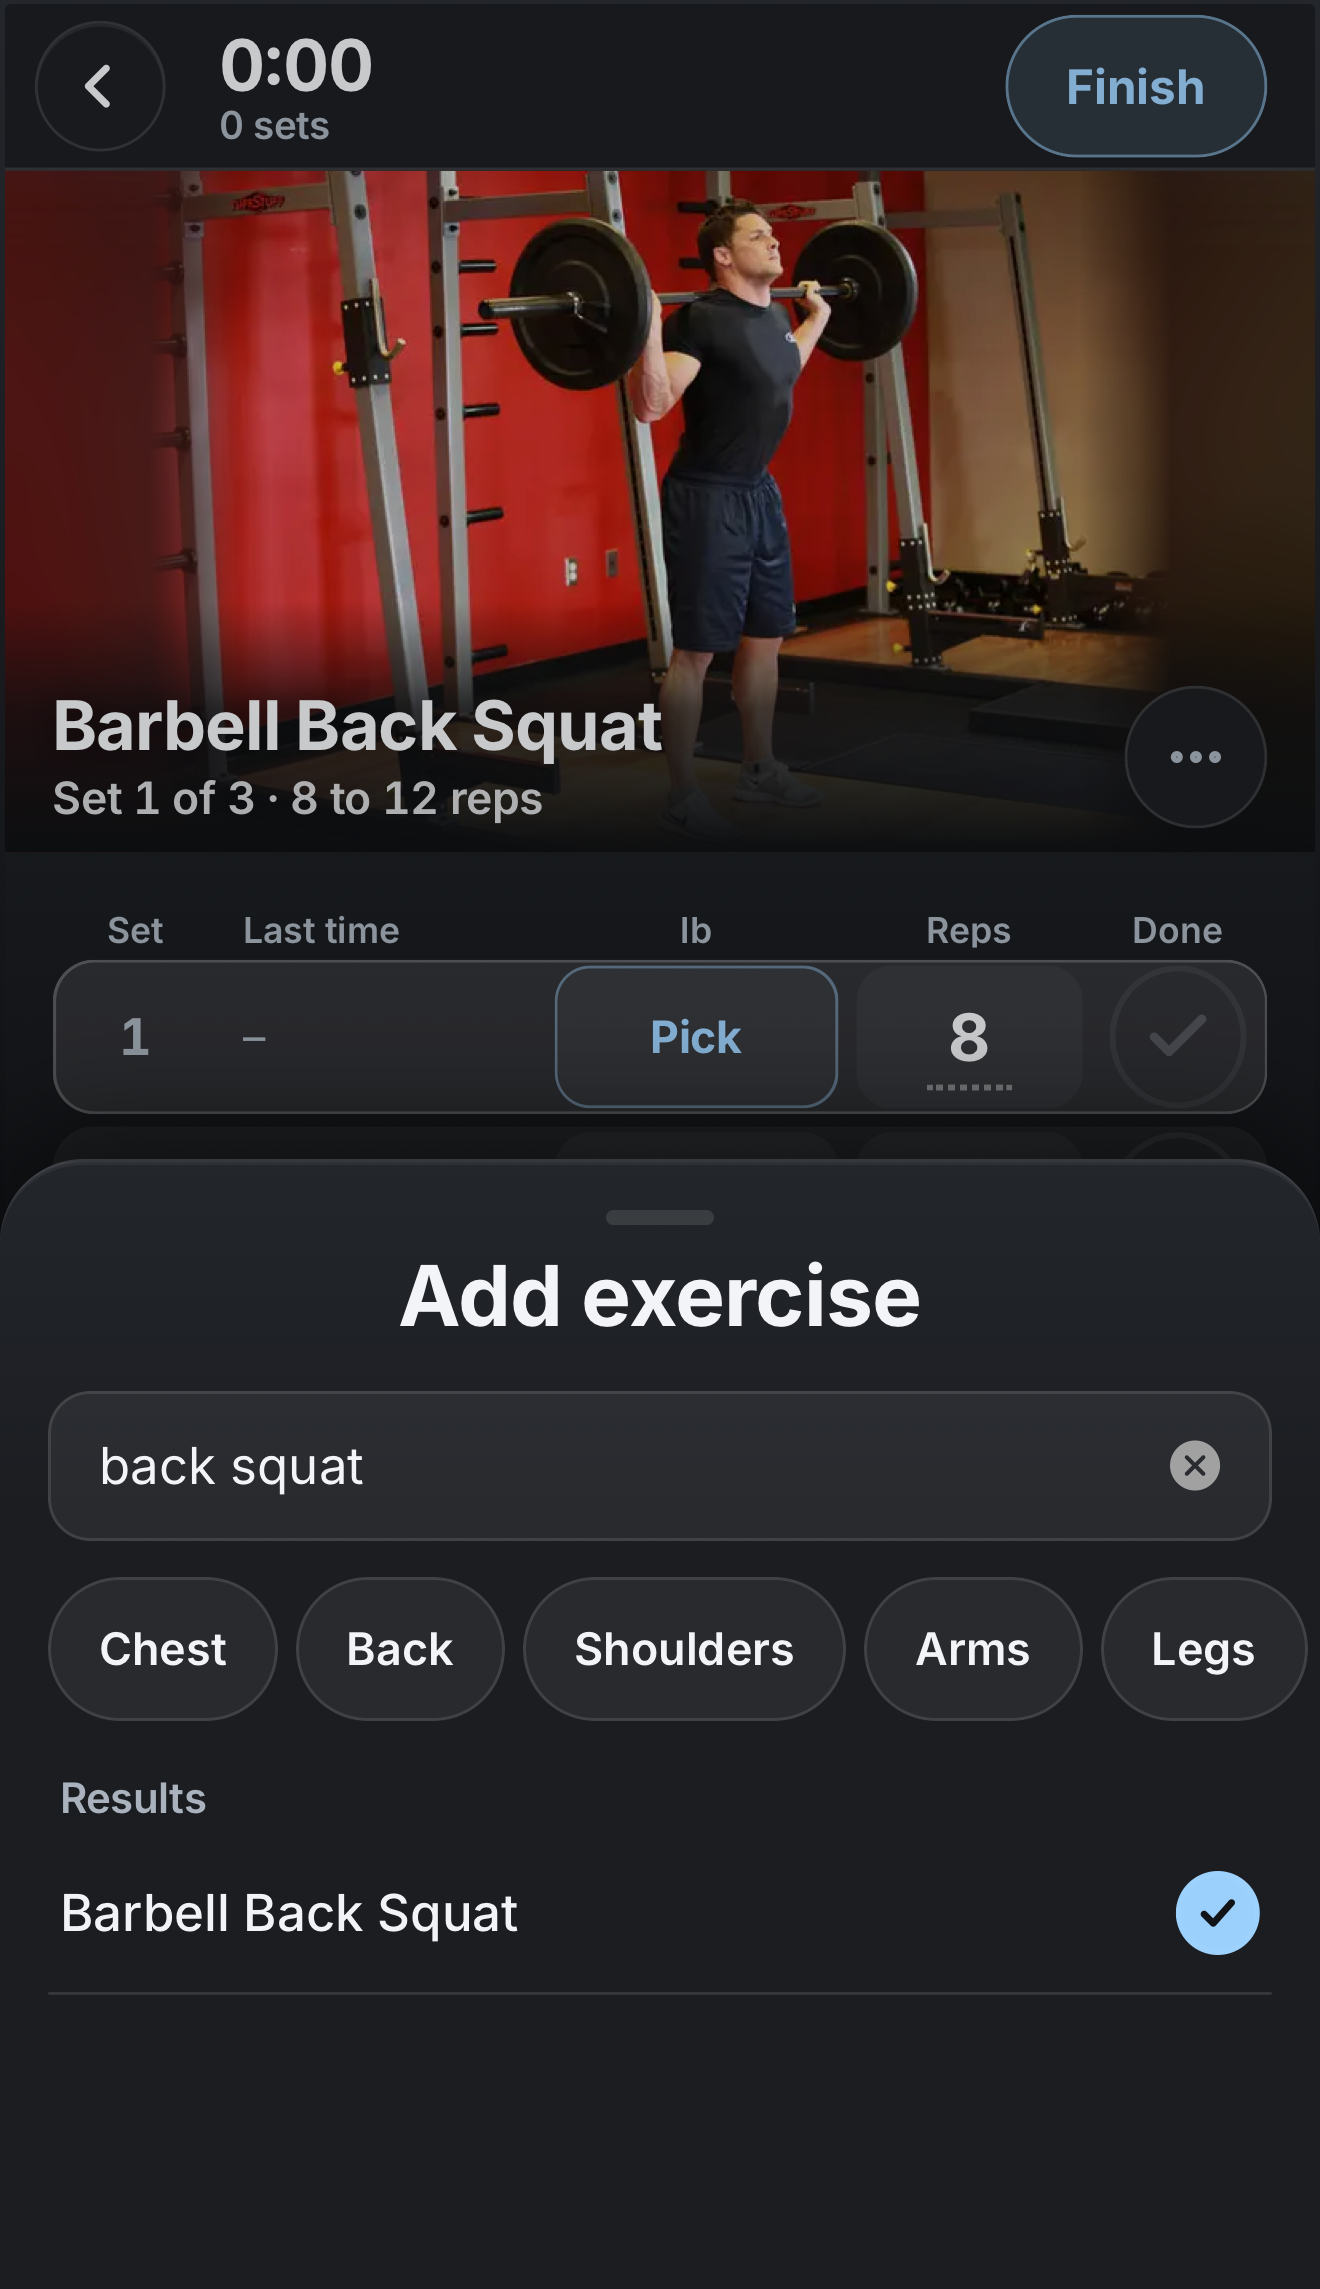 0:00
0 sets
Finish
TUFFSTUFF
Barbell Back Squat
Set 1 of 3 · 8 to 12 reps
Set Last time lb Reps Done
1 – Pick 8
Add exercise
back squat
Chest Back Shoulders Arms Legs
Results
Barbell Back Squat